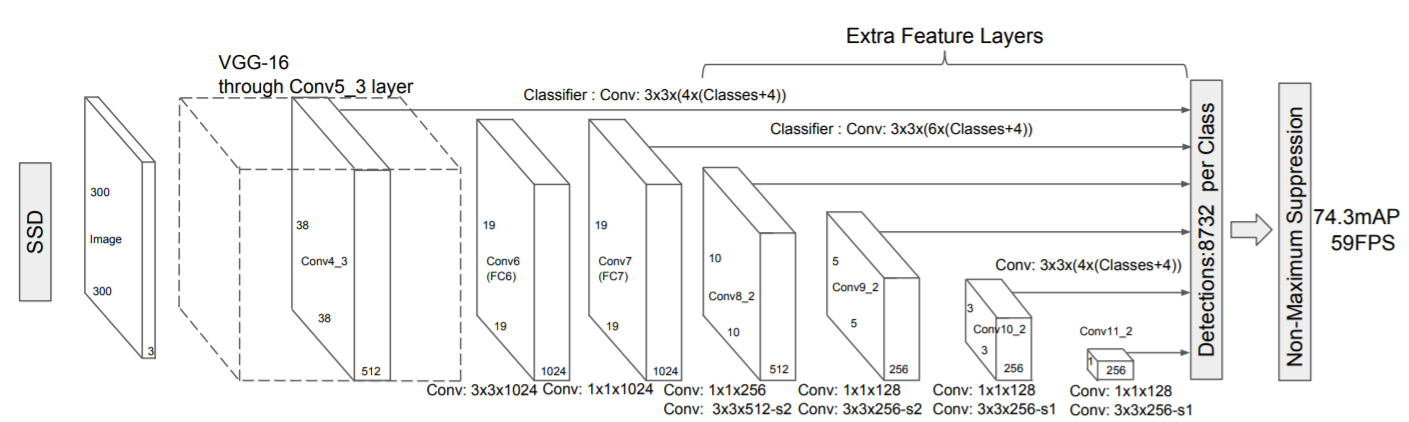 Extra Feature Layers
VGG-16
through Conv5_3 layer
Classifier : Conv: 3x3x(4x(Classes+4))
Classifier : Conv: 3x3x(6x(Classes+4))
SSD
300
Image
300
3
38
Conv4_3
38
512
19
Conv6
(FC6)
19
1024
19
Conv7
(FC7)
19
1024
10
Conv8_2
10
512
5
Conv9_2
5
256
Conv: 3x3x(4x(Classes+4))
3
Conv10_2
3
256
Conv11_2
1
256
Conv: 3x3x1024
Conv: 1x1x1024
Conv: 1x1x256
Conv: 3x3x512-s2
Conv: 1x1x128
Conv: 3x3x256-s2
Conv: 1x1x128
Conv: 3x3x256-s1
Conv: 1x1x128
Conv: 3x3x256-s1
Detections:8732 per Class
Non-Maximum Suppression
74.3mAP
59FPS